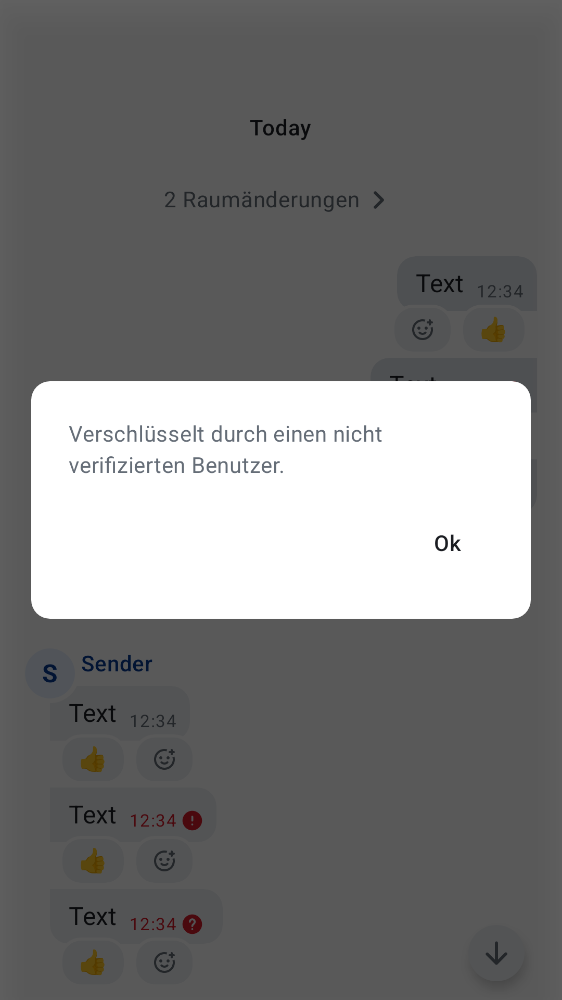 Today
2 Raumänderungen
Text 12:34
Text
Verschlüsselt durch einen nicht
verifizierten Benutzer.
Ok
S Sender
Text 12:34
Text 12:34 !
Text 12:34 ?